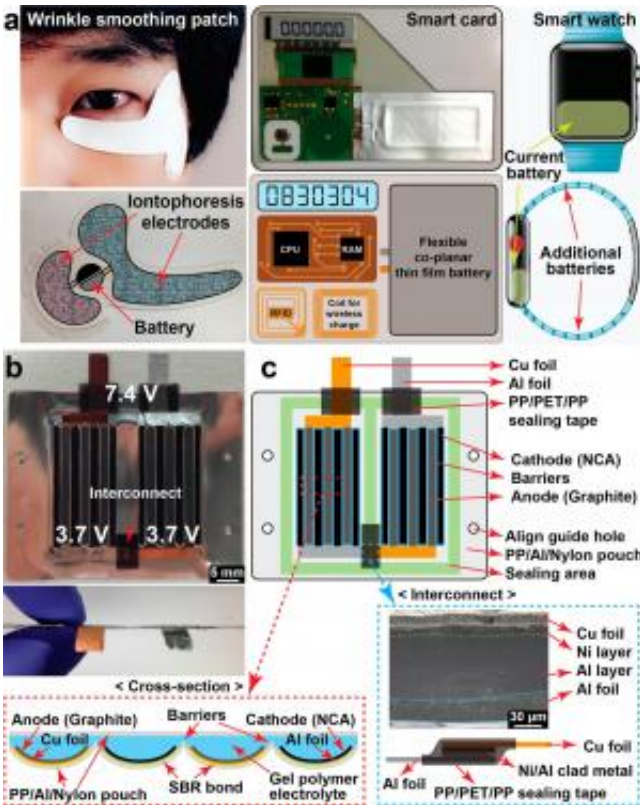 a
Wrinkle smoothing patch
Smart card
Smart watch
000000
Current
battery
Iontophoresis
electrodes
Battery
0830304
CPU
RAM
RFID
Coil for
wireless
charge
Flexible
co-planar
thin film battery
Additional
batteries
b
7.4 V
Interconnect
3.7 V
3.7 V
5 mm
c
Cu foil
Al foil
PP/PET/PP
sealing tape
Cathode (NCA)
Barriers
Anode (Graphite)
Align guide hole
PP/Al/Nylon pouch
Sealing area
< Interconnect >
Cu foil
Ni layer
Al layer
Al foil
30 µm
Cu foil
Ni/Al clad metal
Al foil
PP/PET/PP sealing tape
< Cross-section >
Anode (Graphite)
Barriers
Cathode (NCA)
Cu foil
Al foil
PP/Al/Nylon pouch
SBR bond
Gel polymer
electrolyte